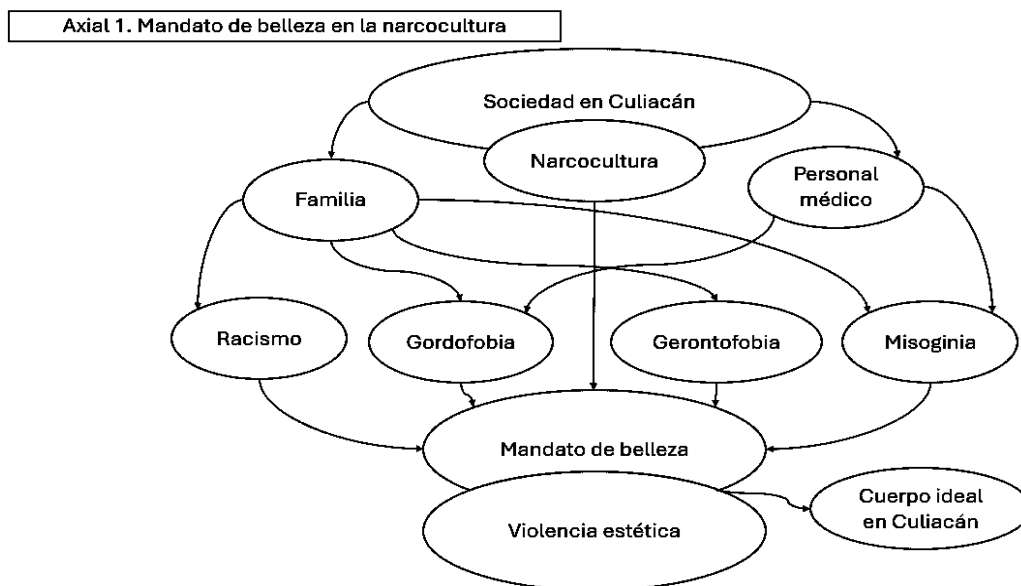 Axial 1. Mandato de belleza en la narcocultura
Sociedad en Culiacán
Narcocultura
Familia
Personal
médico
Racismo
Gordofobia
Gerontofobia
Misoginia
Mandato de belleza
Violencia estética
Cuerpo ideal
en Culiacán